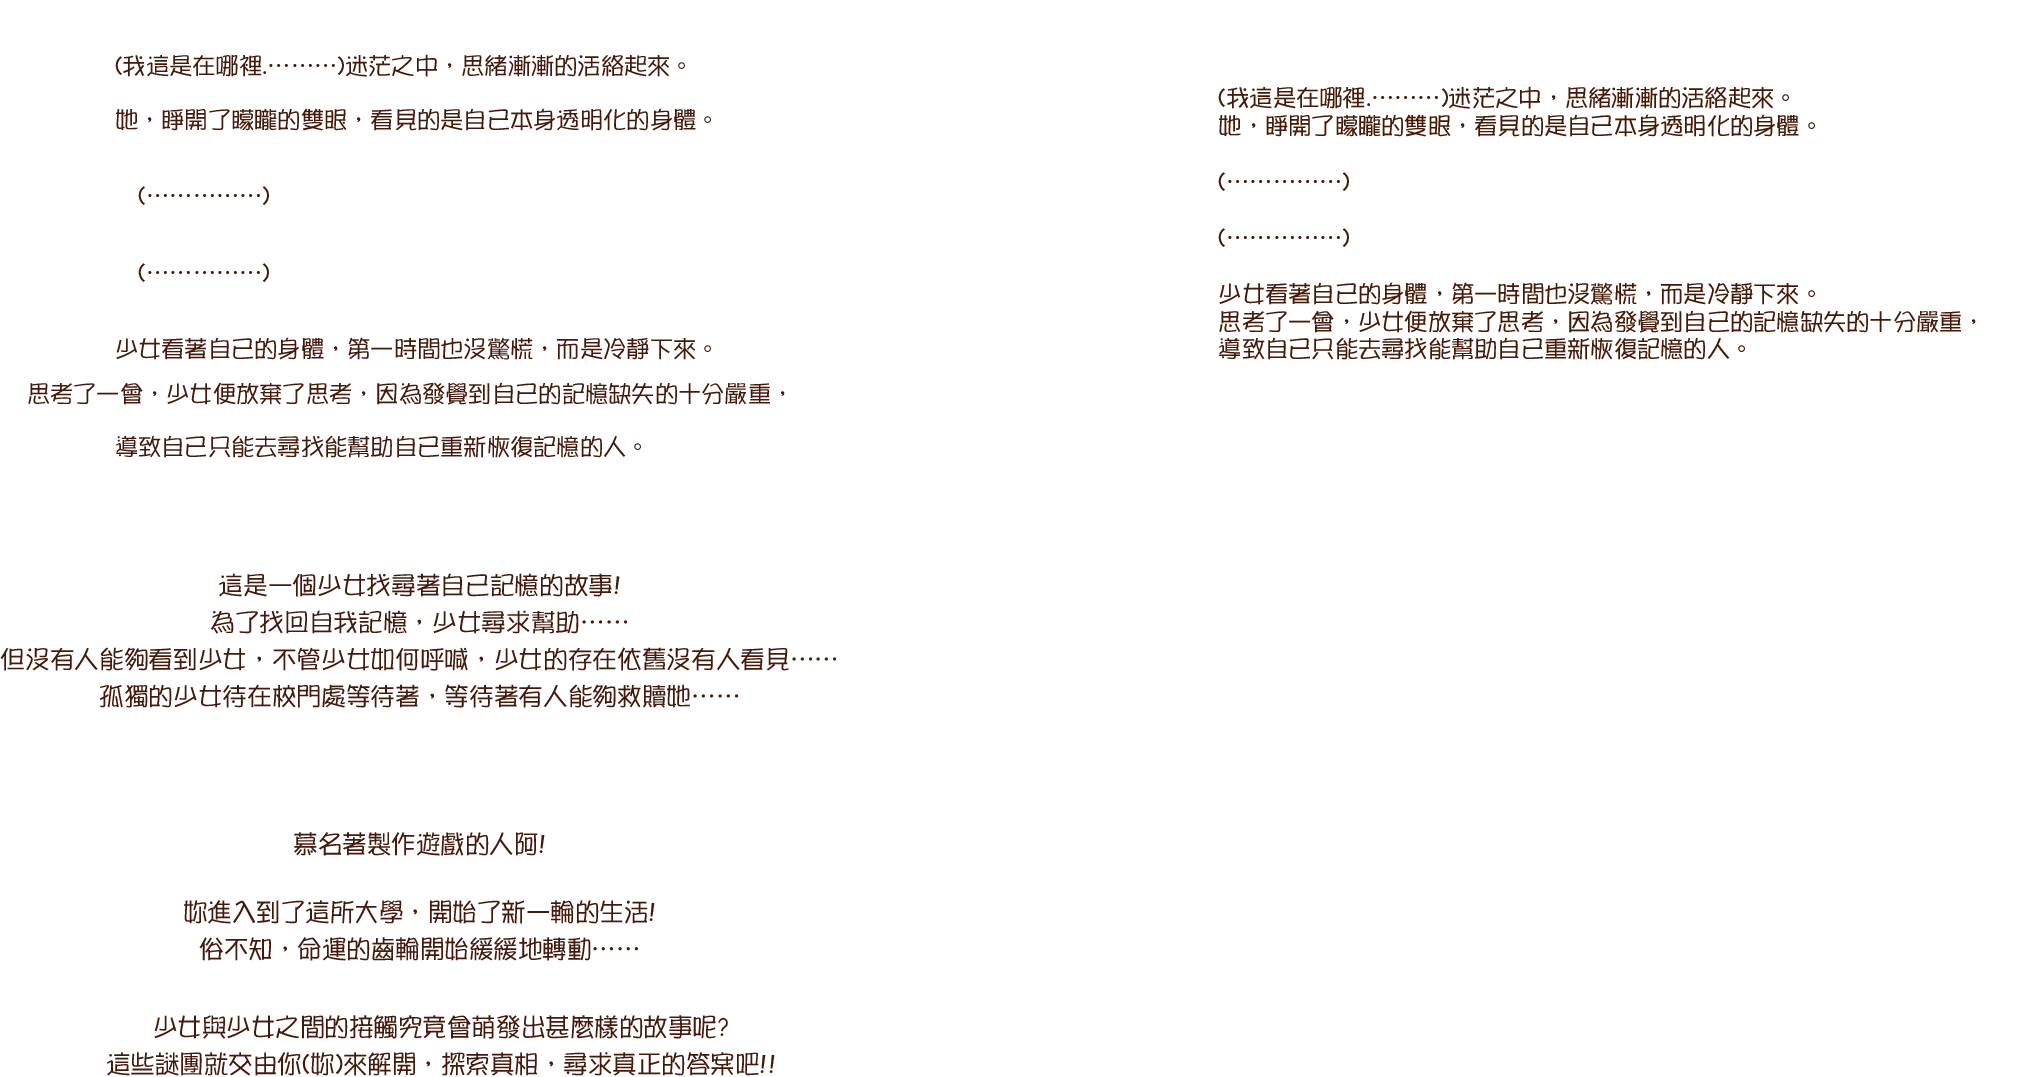 (我這是在哪裡.………)迷茫之中，思緒漸漸的活絡起來。
她，睜開了矇矓的雙眼，看見的是自己本身透明化的身體。
(……………)
(……………)
少女看著自己的身體，第一時間也沒驚慌，而是冷靜下來。
思考了一會，少女便放棄了思考，因為發覺到自己的記憶缺失的十分嚴重，
導致自己只能去尋找能幫助自己重新恢復記憶的人。
這是一個少女找尋著自己記憶的故事!
為了找回自我記憶，少女尋求幫助……
但沒有人能夠看到少女，不管少女如何呼喊，少女的存在依舊沒有人看見……
孤獨的少女待在校門處等待著，等待著有人能夠救贖她……
慕名著製作遊戲的人阿!
妳進入到了這所大學，開始了新一輪的生活!
俗不知，命運的齒輪開始緩緩地轉動……
少女與少女之間的接觸究竟會萌發出甚麼樣的故事呢?
這些謎團就交由你(妳)來解開，探索真相，尋求真正的答案吧!!
(我這是在哪裡.………)迷茫之中，思緒漸漸的活絡起來。
她，睜開了矇矓的雙眼，看見的是自己本身透明化的身體。
(……………)
(……………)
少女看著自己的身體，第一時間也沒驚慌，而是冷靜下來。
思考了一會，少女便放棄了思考，因為發覺到自己的記憶缺失的十分嚴重，
導致自己只能去尋找能幫助自己重新恢復記憶的人。